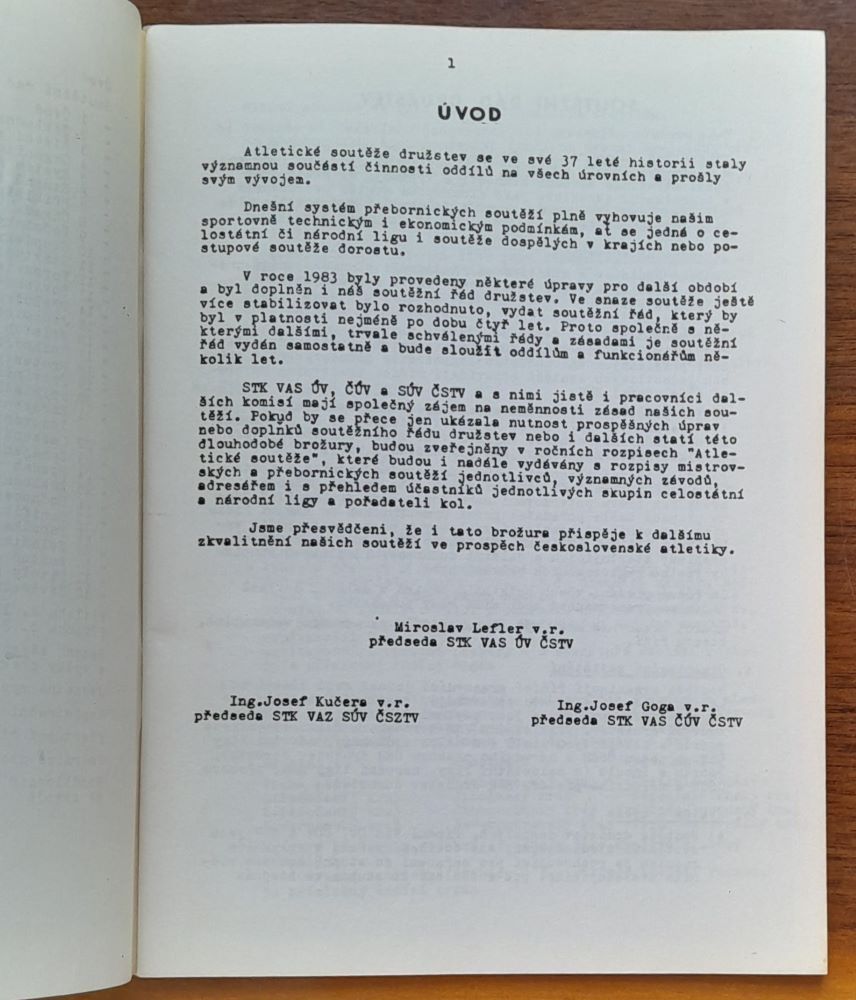 1
ÚVOD
Atletické soutěže družstev se ve své 37 leté historii staly
významnou součástí činnosti oddílů na všech úrovních a prošly
svým vývojem.
Dnešní systém přebornických soutěží plně vyhovuje našim
sportovně technickým i ekonomickým podmínkám, ať se jedná o ce-
lostátní či národní ligu i soutěže dospělých v krajích nebo po-
stupové soutěže dorostu.
V roce 1983 byly provedeny některé úpravy pro další období
a byl doplněn i náš soutěžní řád družstev. Ve snaze soutěže ještě
více stabilizovat bylo rozhodnuto, vydat soutěžní řád, který by
byl v platnosti nejméně po dobu čtyř let. Proto společně s ně-
kterými dalšími, trvale schválenými řády a zásadami je soutěžní
řád vydán samostatně a bude sloužit oddílům a funkcionářům ně-
kolik let.
STK VAS ÚV, ČÚV a SÚV ČSTV a s nimi jistě i pracovníci dal-
ších komisí mají společný zájem na neměnnosti zásad našich sou-
těží. Pokud by se přece jen ukázala nutnost prospěšných úprav
nebo doplňků soutěžního řádu družstev nebo i dalších statí této
dlouhodobé brožury, budou zveřejněny v ročních rozpisech "Atle-
tické soutěže", které budou i nadále vydávány s rozpisy mistrov-
ských a přebornických soutěží jednotlivců, významných závodů,
adresářem i s přehledem účastníků jednotlivých skupin celostátní
a národní ligy a pořadateli kol.
Jsme přesvědčeni, že i tato brožura přispěje k dalšímu
zkvalitnění našich soutěží ve prospěch československé atletiky.
Miroslav Lefler v.r.
předseda STK VAS ÚV ČSTV
Ing.Josef Kučera v.r.
předseda STK VAZ SÚV ČSZTV
Ing.Josef Goga v.r.
předseda STK VAS ČÚV ČSTV